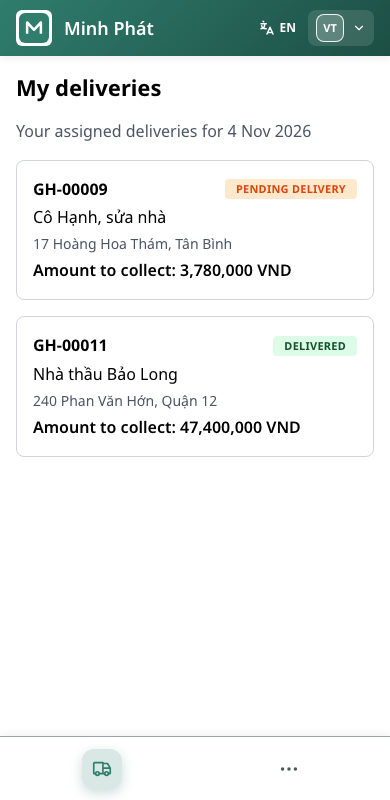 Minh Phát
EN
VT
My deliveries
Your assigned deliveries for 4 Nov 2026
GH-00009
PENDING DELIVERY
Cô Hạnh, sửa nhà
17 Hoàng Hoa Thám, Tân Bình
Amount to collect: 3,780,000 VND
GH-00011
DELIVERED
Nhà thầu Bảo Long
240 Phan Văn Hớn, Quận 12
Amount to collect: 47,400,000 VND